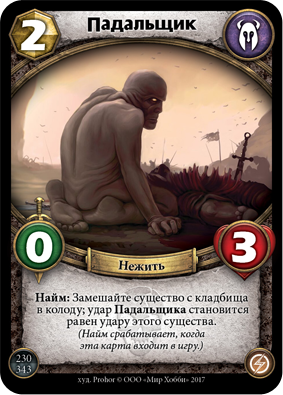 2
Падальщик
0
3
Нежить
Найм: Замешайте существо с кладбища
в колоду; удар Падальщика становится
равен удару этого существа.
(Найм срабатывает, когда
эта карта входит в игру.)
230
343
худ. Prohor © ООО «Мир Хобби» 2017